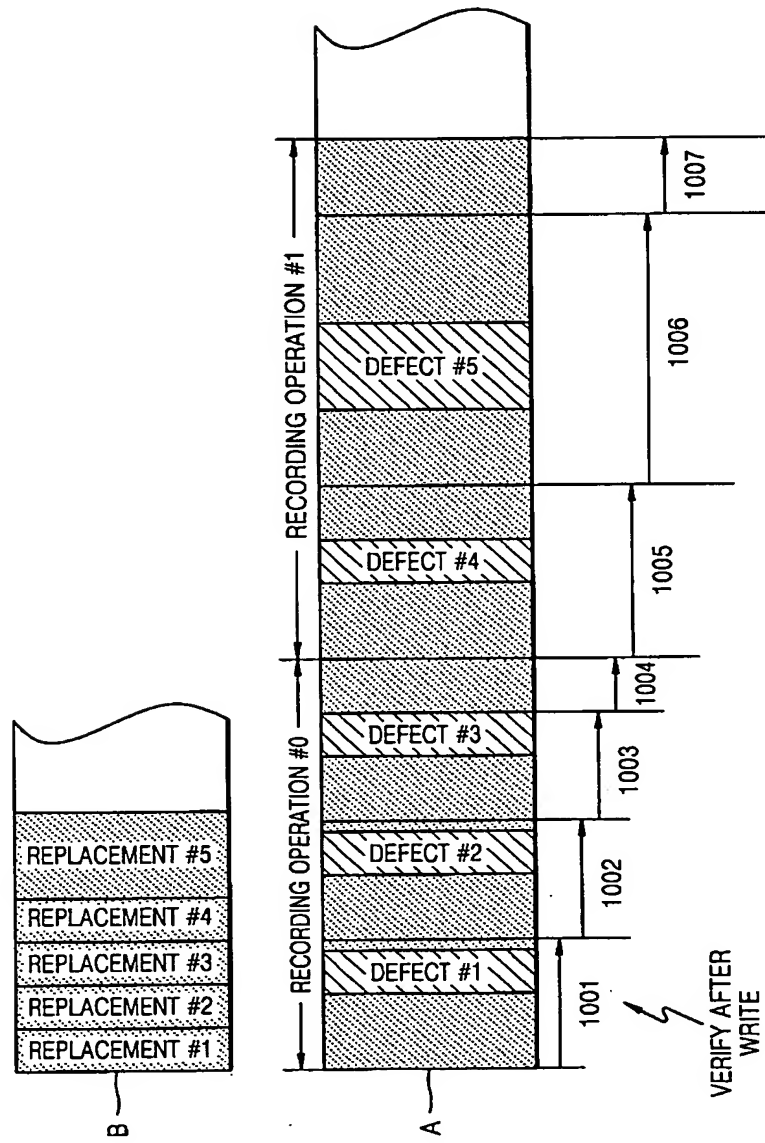 B
REPLACEMENT #1
REPLACEMENT #2
REPLACEMENT #3
REPLACEMENT #4
REPLACEMENT #5
RECORDING OPERATION #0
RECORDING OPERATION #1
A
DEFECT #1
DEFECT #2
DEFECT #3
DEFECT #4
DEFECT #5
1001
1002
1003
1004
1005
1006
1007
VERIFY AFTER
WRITE